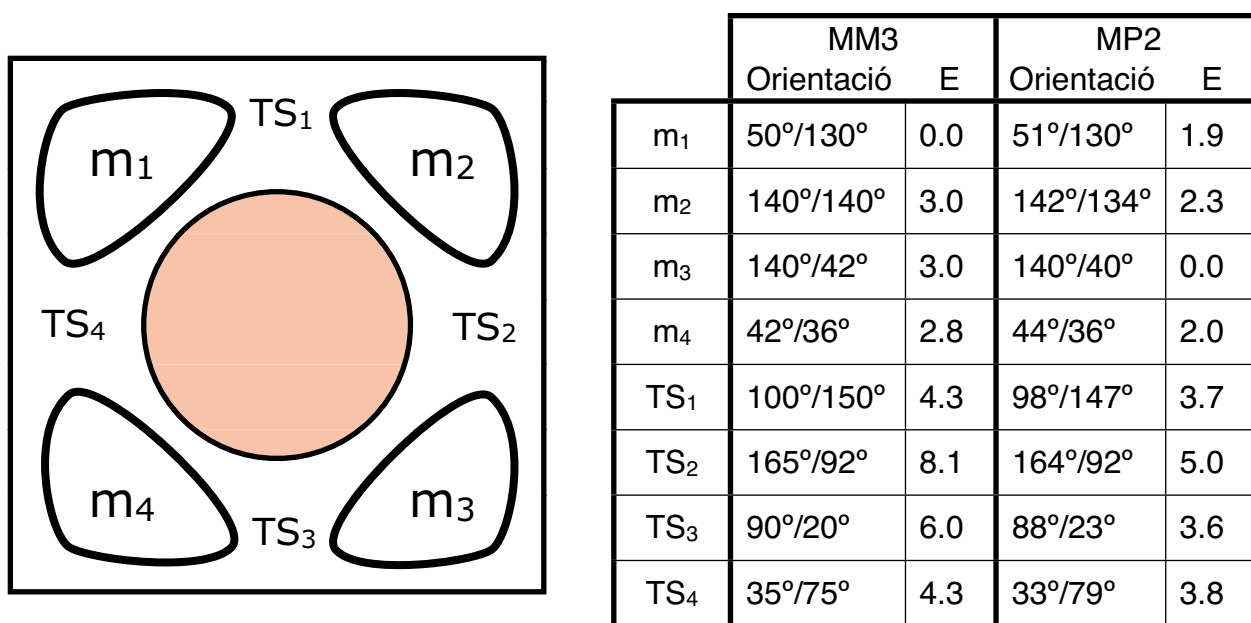 TS₁
m₁ m₂
TS₄ TS₂
m₄ m₃
TS₃
MM3 MP2
Orientació E Orientació E
m₁ 50º/130º 0.0 51º/130º 1.9
m₂ 140º/140º 3.0 142º/134º 2.3
m₃ 140º/42º 3.0 140º/40º 0.0
m₄ 42º/36º 2.8 44º/36º 2.0
TS₁ 100º/150º 4.3 98º/147º 3.7
TS₂ 165º/92º 8.1 164º/92º 5.0
TS₃ 90º/20º 6.0 88º/23º 3.6
TS₄ 35º/75º 4.3 33º/79º 3.8